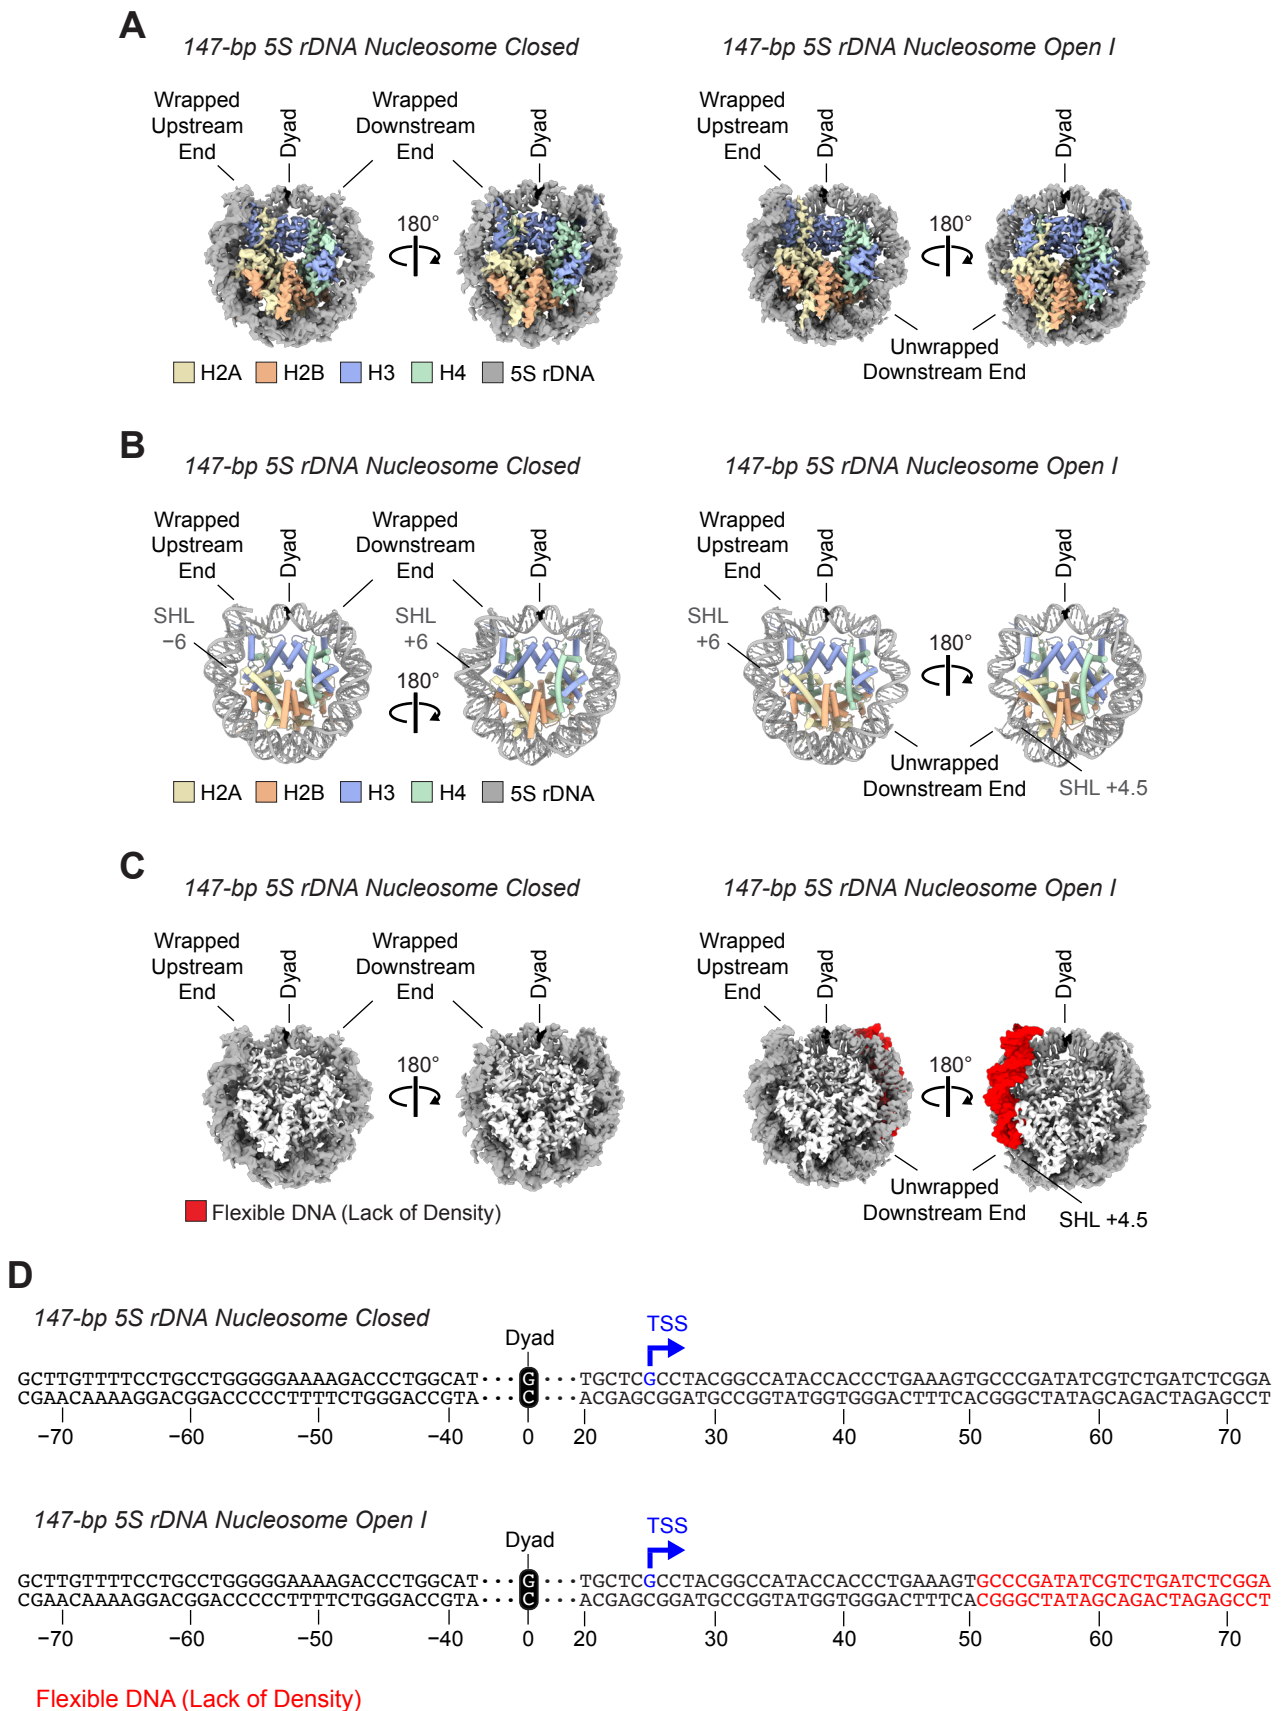 A
147-bp 5S rDNA Nucleosome Closed
147-bp 5S rDNA Nucleosome Open I
Wrapped
Upstream
End
Dyad
Wrapped
Downstream
End
Dyad
Wrapped
Upstream
End
Dyad
Dyad
180°
180°
Unwrapped
Downstream End
H2A
H2B
H3
H4
5S rDNA
B
147-bp 5S rDNA Nucleosome Closed
147-bp 5S rDNA Nucleosome Open I
Wrapped
Upstream
End
Dyad
Wrapped
Downstream
End
Dyad
Wrapped
Upstream
End
Dyad
Dyad
SHL
−6
SHL
+6
SHL
+6
180°
180°
Unwrapped
Downstream End
SHL +4.5
H2A
H2B
H3
H4
5S rDNA
C
147-bp 5S rDNA Nucleosome Closed
147-bp 5S rDNA Nucleosome Open I
Wrapped
Upstream
End
Dyad
Wrapped
Downstream
End
Dyad
Wrapped
Upstream
End
Dyad
Dyad
180°
180°
Unwrapped
Downstream End
SHL +4.5
Flexible DNA (Lack of Density)
D
147-bp 5S rDNA Nucleosome Closed
TSS
Dyad
GCTTGTTTTCCTGCCTGGGGGAAAAGACCCTGGCAT···G···TGCTCGCCTACGGCCATACCACCCTGAAAGTGCCCGATATCGTCTGATCTCGGA
CGAACAAAAGGACGGACCCCCTTTTCTGGGACCGTA···C···ACGAGCGGATGCCGGTATGGTGGGACTTTCACGGGCTATAGCAGACTAGAGCCT
−70 −60 −50 −40 0 20 30 40 50 60 70
147-bp 5S rDNA Nucleosome Open I
TSS
Dyad
GCTTGTTTTCCTGCCTGGGGGAAAAGACCCTGGCAT···G···TGCTCGCCTACGGCCATACCACCCTGAAAGTGCCCGATATCGTCTGATCTCGGA
CGAACAAAAGGACGGACCCCCTTTTCTGGGACCGTA···C···ACGAGCGGATGCCGGTATGGTGGGACTTTCACGGGCTATAGCAGACTAGAGCCT
−70 −60 −50 −40 0 20 30 40 50 60 70
Flexible DNA (Lack of Density)